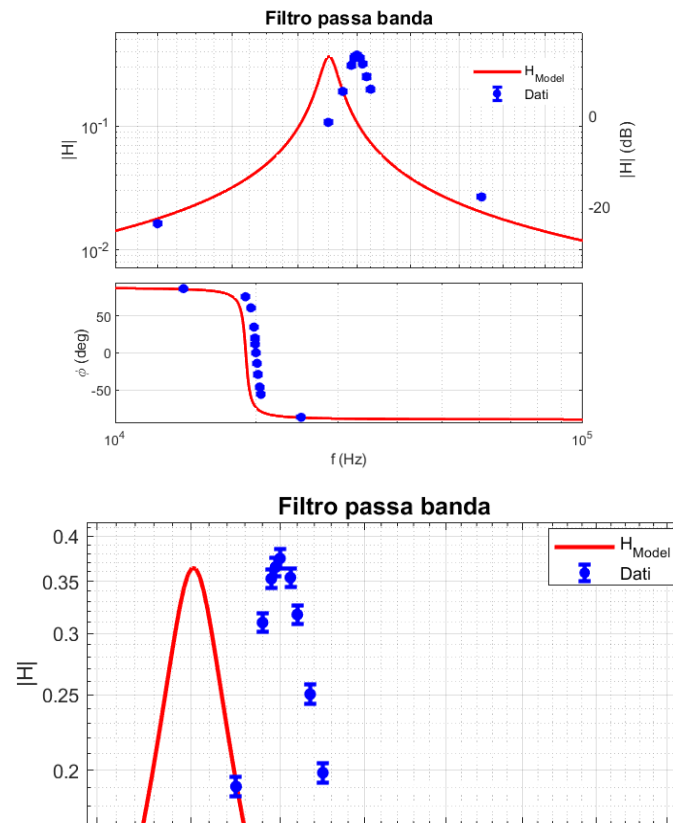 Filtro passa banda
H_Model
Dati
10^-1
10^-2
|H|
0
-20
|H| (dB)
50
0
-50
ϕ (deg)
10^4
10^5
f (Hz)
Filtro passa banda
H_Model
Dati
0.4
0.35
0.3
0.25
0.2
|H|